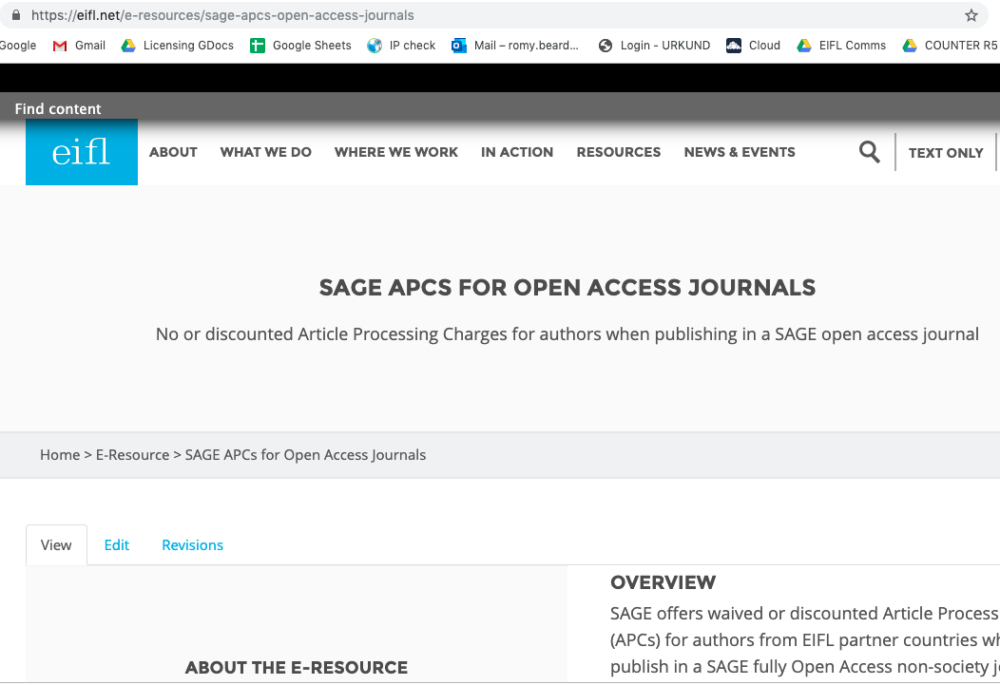 https://eifl.net/e-resources/sage-apcs-open-access-journals
Google Gmail Licensing GDocs Google Sheets IP check Mail – romy.beard... Login - URKUND Cloud EIFL Comms COUNTER R5
Find content
eifl ABOUT WHAT WE DO WHERE WE WORK IN ACTION RESOURCES NEWS & EVENTS TEXT ONLY
SAGE APCS FOR OPEN ACCESS JOURNALS
No or discounted Article Processing Charges for authors when publishing in a SAGE open access journal
Home > E-Resource > SAGE APCs for Open Access Journals
View Edit Revisions
OVERVIEW
SAGE offers waived or discounted Article Process
(APCs) for authors from EIFL partner countries wh
publish in a SAGE fully Open Access non-society j
ABOUT THE E-RESOURCE